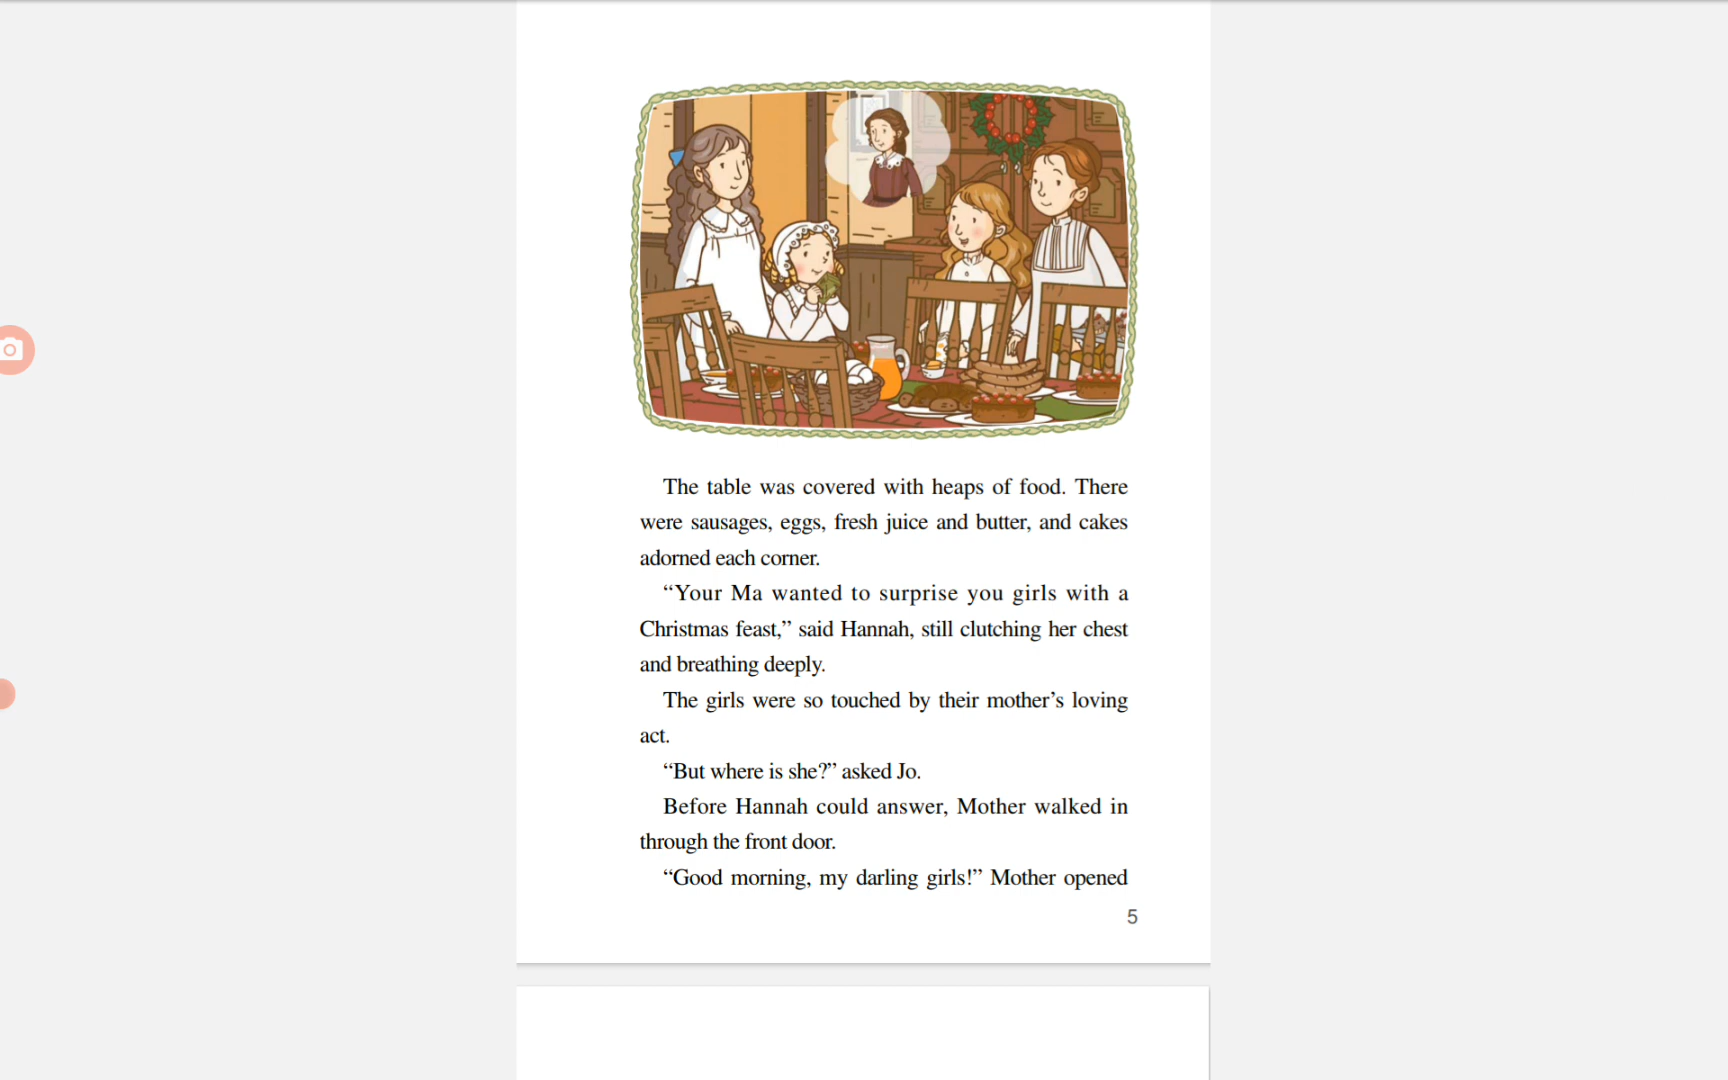 The table was covered with heaps of food. There
were sausages, eggs, fresh juice and butter, and cakes
adorned each corner.
“Your Ma wanted to surprise you girls with a
Christmas feast,” said Hannah, still clutching her chest
and breathing deeply.
The girls were so touched by their mother’s loving
act.
“But where is she?” asked Jo.
Before Hannah could answer, Mother walked in
through the front door.
“Good morning, my darling girls!” Mother opened
5